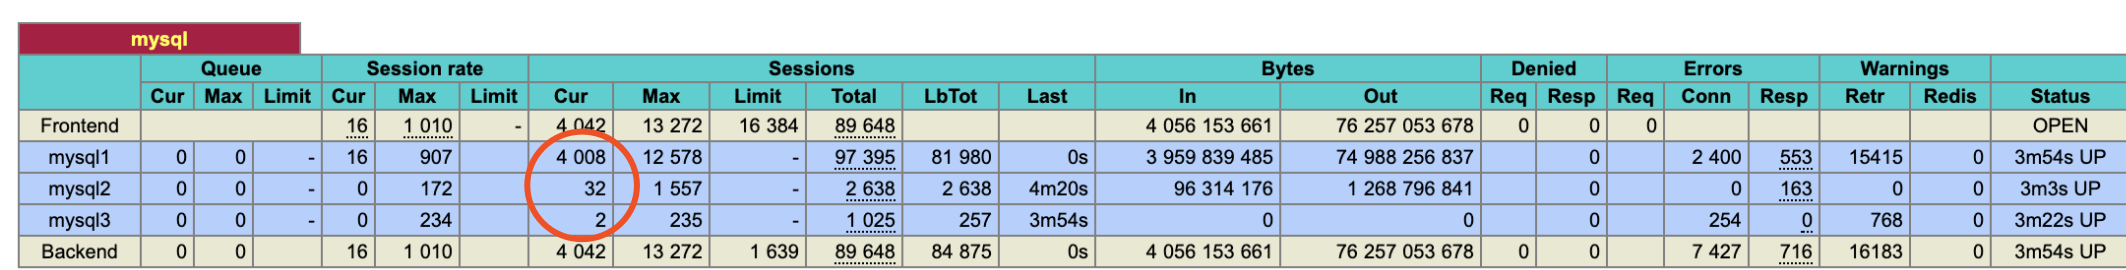 mysql
Queue Session rate Sessions Bytes Denied Errors Warnings
Cur Max Limit Cur Max Limit Cur Max Limit Total LbTot Last In Out Req Resp Req Conn Resp Retr Redis Status
Frontend 16 1 010 - 4 042 13 272 16 384 89 648 4 056 153 661 76 257 053 678 0 0 0 OPEN
mysql1 0 0 - 16 907 4 008 12 578 - 97 395 81 980 0s 3 959 839 485 74 988 256 837 0 2 400 553 15415 0 3m54s UP
mysql2 0 0 - 0 172 32 1 557 - 2 638 2 638 4m20s 96 314 176 1 268 796 841 0 0 163 0 0 3m3s UP
mysql3 0 0 - 0 234 2 235 - 1 025 257 3m54s 0 0 0 254 0 768 0 3m22s UP
Backend 0 0 16 1 010 4 042 13 272 1 639 89 648 84 875 0s 4 056 153 661 76 257 053 678 0 0 7 427 716 16183 0 3m54s UP